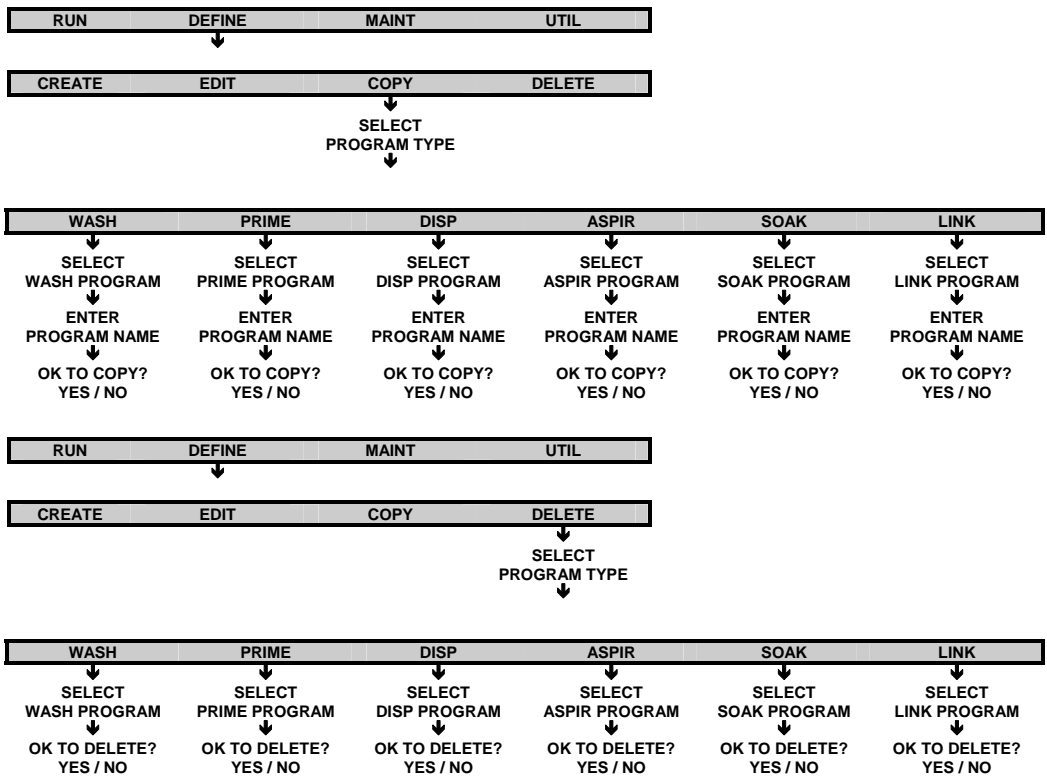 RUN DEFINE MAINT UTIL
CREATE EDIT COPY DELETE
SELECT
PROGRAM TYPE
WASH PRIME DISP ASPIR SOAK LINK
SELECT SELECT SELECT SELECT SELECT SELECT
WASH PROGRAM PRIME PROGRAM DISP PROGRAM ASPIR PROGRAM SOAK PROGRAM LINK PROGRAM
ENTER ENTER ENTER ENTER ENTER ENTER
PROGRAM NAME PROGRAM NAME PROGRAM NAME PROGRAM NAME PROGRAM NAME PROGRAM NAME
OK TO COPY? OK TO COPY? OK TO COPY? OK TO COPY? OK TO COPY? OK TO COPY?
YES / NO YES / NO YES / NO YES / NO YES / NO YES / NO
RUN DEFINE MAINT UTIL
CREATE EDIT COPY DELETE
SELECT
PROGRAM TYPE
WASH PRIME DISP ASPIR SOAK LINK
SELECT SELECT SELECT SELECT SELECT SELECT
WASH PROGRAM PRIME PROGRAM DISP PROGRAM ASPIR PROGRAM SOAK PROGRAM LINK PROGRAM
OK TO DELETE? OK TO DELETE? OK TO DELETE? OK TO DELETE? OK TO DELETE? OK TO DELETE?
YES / NO YES / NO YES / NO YES / NO YES / NO YES / NO